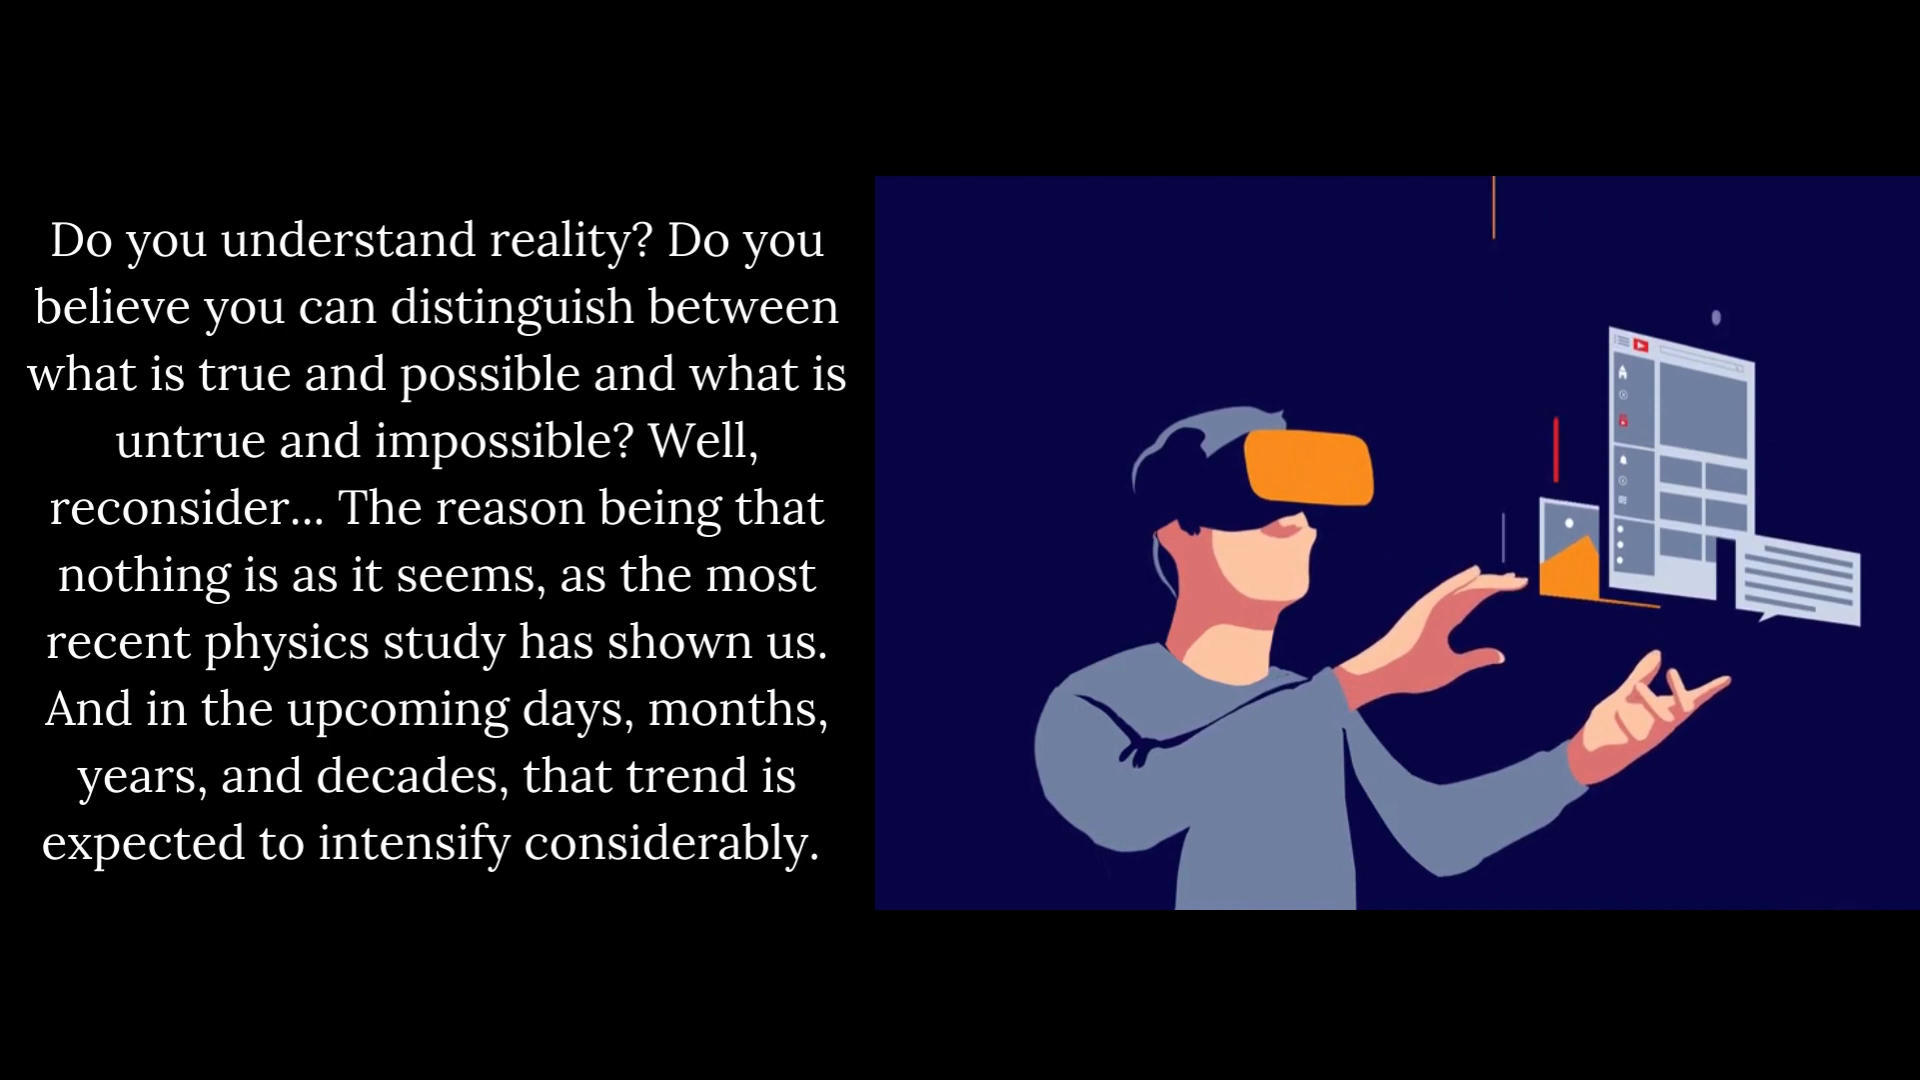 Do you understand reality? Do you
believe you can distinguish between
what is true and possible and what is
untrue and impossible? Well,
reconsider... The reason being that
nothing is as it seems, as the most
recent physics study has shown us.
And in the upcoming days, months,
years, and decades, that trend is
expected to intensify considerably.